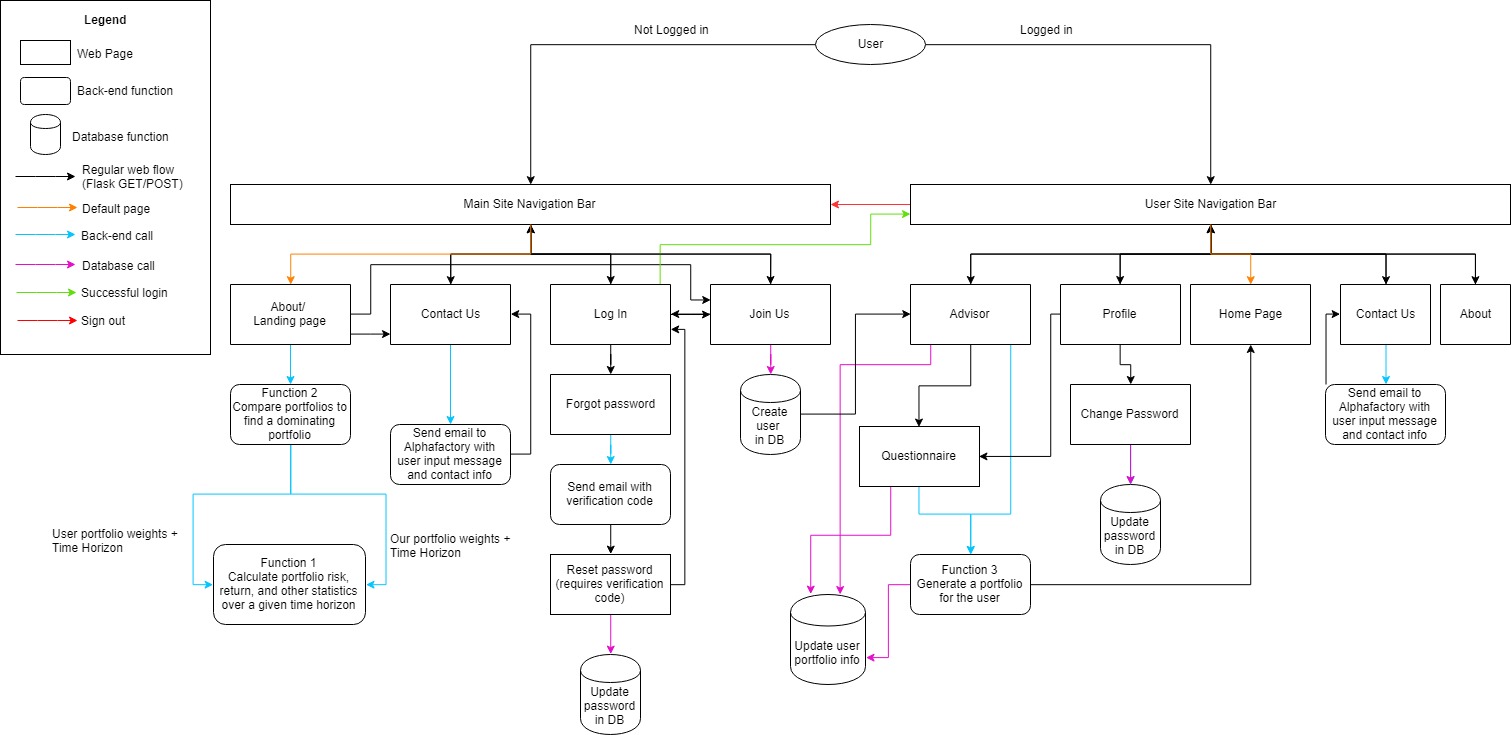 Legend
Web Page
Back-end function
Database function
Regular web flow
(Flask GET/POST)
Default page
Back-end call
Database call
Successful login
Sign out
Not Logged in
User
Logged in
Main Site Navigation Bar
User Site Navigation Bar
About/
Landing page
Contact Us
Log In
Join Us
Advisor
Profile
Home Page
Contact Us
About
Function 2
Compare portfolios to
find a dominating
portfolio
Send email to
Alphafactory with
user input message
and contact info
Forgot password
Create
user
in DB
Questionnaire
Change Password
Send email to
Alphafactory with
user input message
and contact info
Send email with
verification code
Update
password
in DB
User portfolio weights +
Time Horizon
Our portfolio weights +
Time Horizon
Function 1
Calculate portfolio risk,
return, and other statistics
over a given time horizon
Reset password
(requires verification
code)
Function 3
Generate a portfolio
for the user
Update user
portfolio info
Update
password
in DB